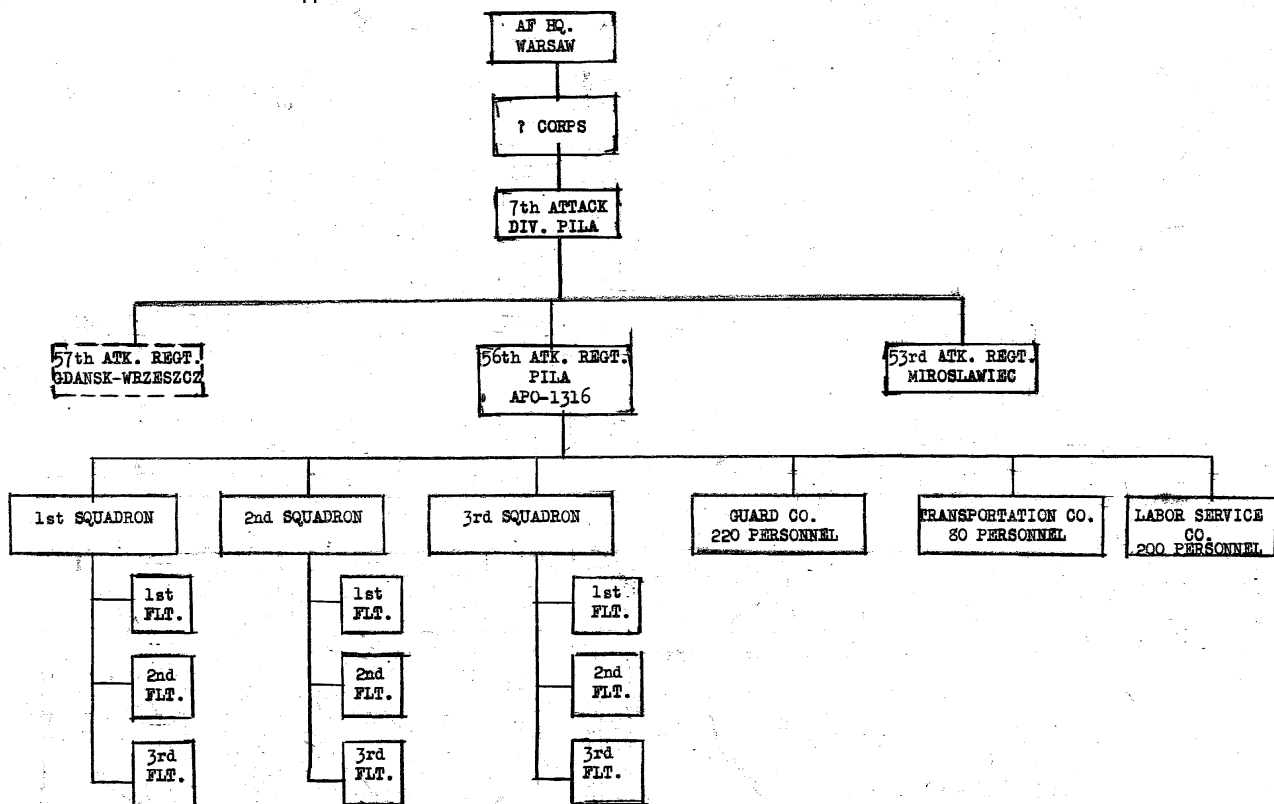 AF HQ.
WARSAW
? CORPS
7th ATTACK
DIV. PILA
57th ATK. REGT.
GDANSK-WRZESZCZ
56th ATK. REGT.
PILA
APO-1316
53rd ATK. REGT.
MIROSLAWIEC
1st SQUADRON
2nd SQUADRON
3rd SQUADRON
GUARD CO.
220 PERSONNEL
TRANSPORTATION CO.
80 PERSONNEL
LABOR SERVICE
CO.
200 PERSONNEL
1st
FLT.
1st
FLT.
1st
FLT.
2nd
FLT.
2nd
FLT.
2nd
FLT.
3rd
FLT.
3rd
FLT.
3rd
FLT.